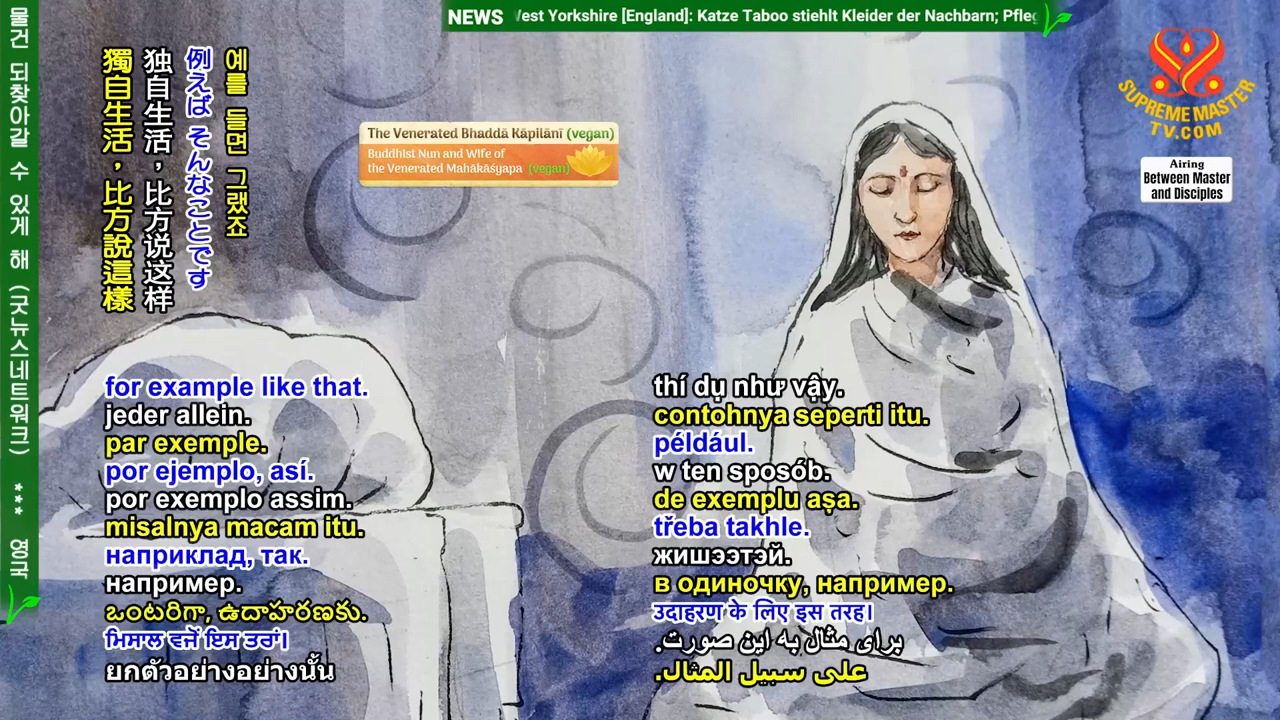 NEWS
West Yorkshire [England]: Katze Taboo stiehlt Kleider der Nachbarn;
물건 되찾아갈 수 있게 해 (굿뉴스네트워크) *** 영국
예를 들면 그랬죠
例えば そんなことです
独自生活，比方说这样
獨自生活，比方說這樣
The Venerated Bhaddā Kāpilānī (vegan)
Buddhist Nun and Wife of
the Venerated Mahākāśyapa (vegan)
SUPREME MASTER
TV.COM
Airing
Between Master
and Disciples
for example like that.
jeder allein.
par exemple.
por ejemplo, así.
por exemplo assim.
misalnya macam itu.
наприклад, так.
например.
ఒంటరిగా, ఉదాహరణకు.
ਮਿਸਾਲ ਵਜੋਂ ਇਸ ਤਰਾਂ।
ยกตัวอย่างอย่างนั้น
thí dụ như vậy.
contohnya seperti itu.
például.
w ten sposób.
de exemplu așa.
třeba takhle.
жишээтэй.
в одиночку, например.
उदाहरण के लिए इस तरह।
برای مثال به این صورت.
على سبيل المثال.